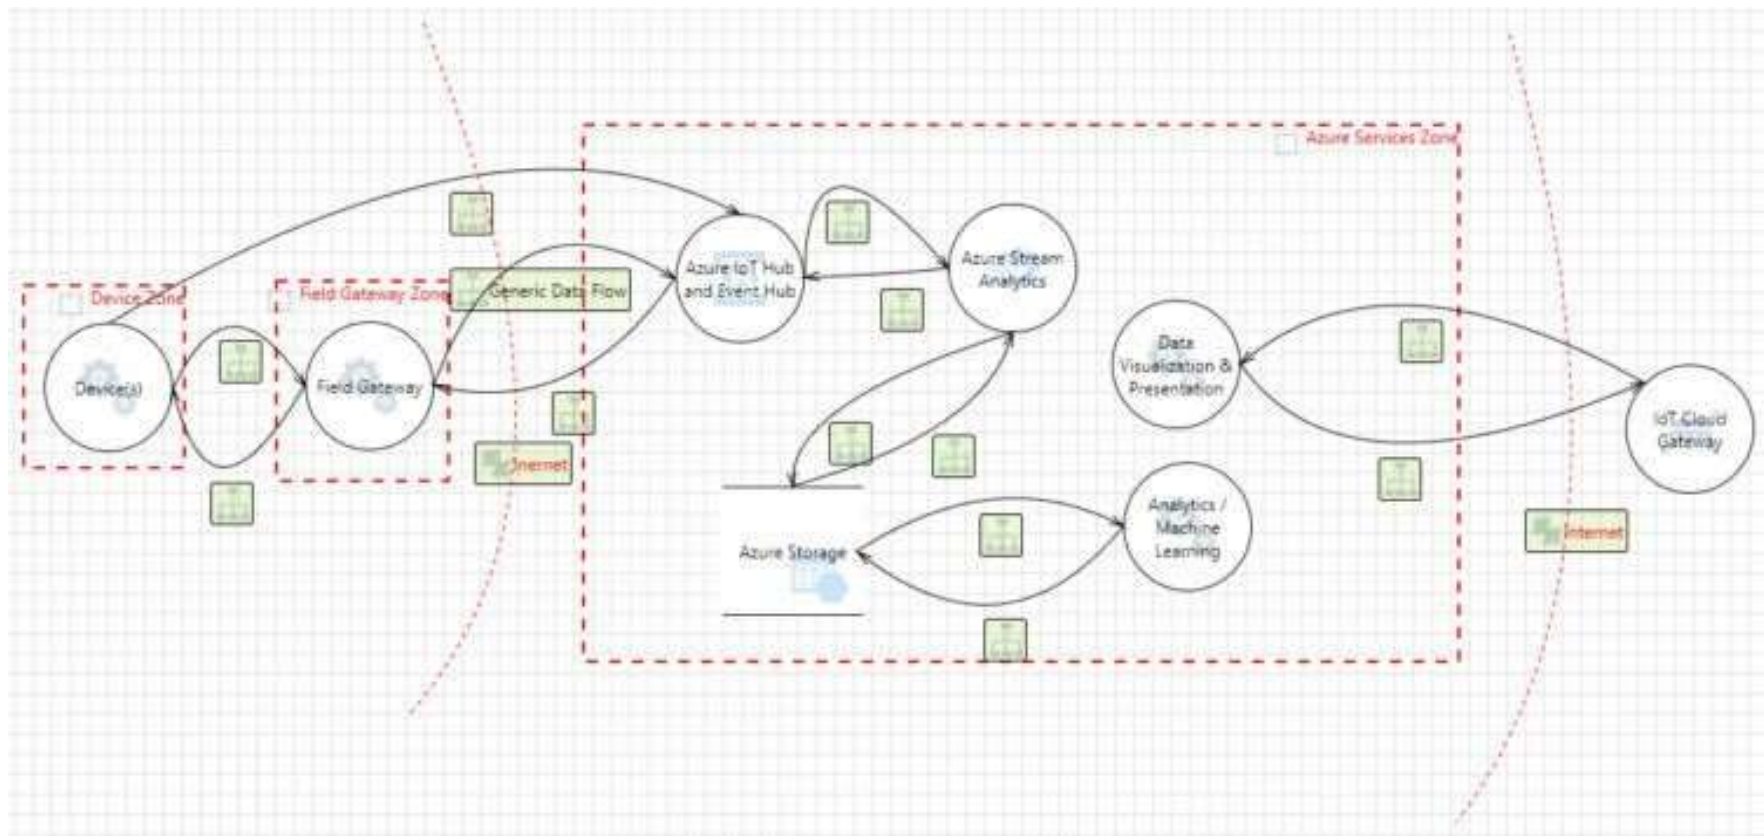 Azure Services Zone
Azure IoT Hub
and Event Hub
Azure Stream
Analytics
Device Zone
Field Gateway Zone
Generic Data Flow
Device(s)
Field Gateway
Data
Visualization &
Presentation
IoT Cloud
Gateway
Inernet
Analytics /
Machine
Learning
Internet
Azure Storage